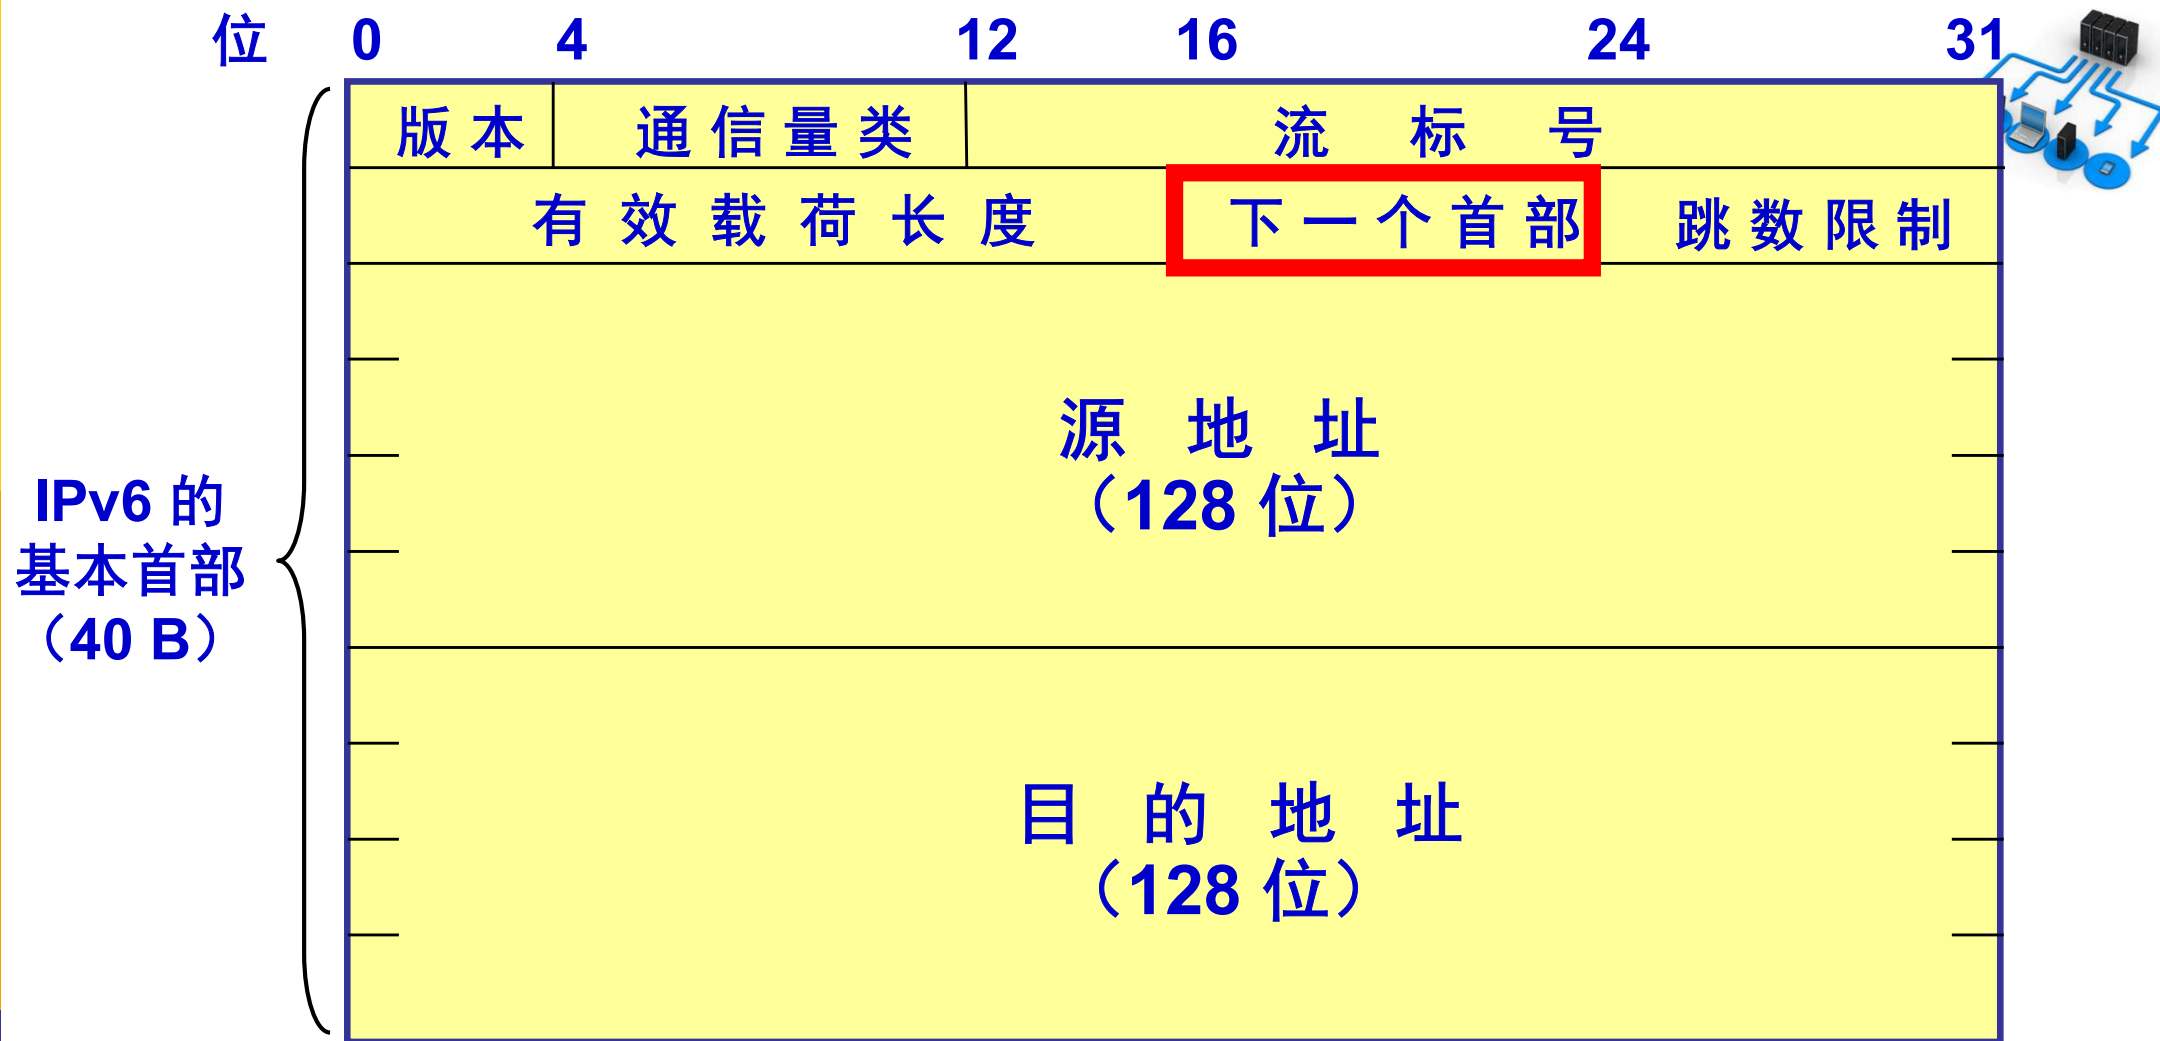 位 0 4 12 16 24 31
版本 通信量类 流标号
有效载荷长度 下一个首部 跳数限制
源地址
（128 位）
IPv6 的
基本首部
（40 B）
目的地址
（128 位）